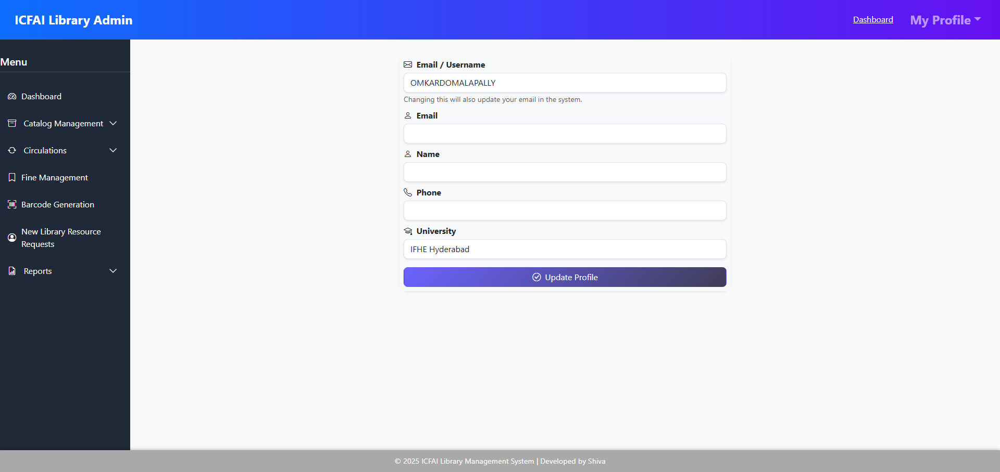 ICFAI Library Admin
Dashboard
My Profile
Menu
Dashboard
Catalog Management
Circulations
Fine Management
Barcode Generation
New Library Resource
Requests
Reports
Email / Username
OMKARDOMALAPALLY
Changing this will also update your email in the system.
Email
Name
Phone
University
IFHE Hyderabad
Update Profile
© 2025 ICFAI Library Management System | Developed by Shiva